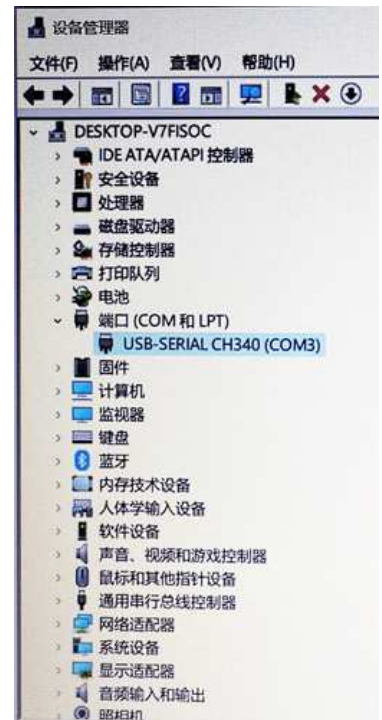 设备管理器
文件(F) 操作(A) 查看(V) 帮助(H)
DESKTOP-V7FISOC
IDE ATA/ATAPI 控制器
安全设备
处理器
磁盘驱动器
存储控制器
打印队列
电池
端口 (COM 和 LPT)
USB-SERIAL CH340 (COM3)
固件
计算机
监视器
键盘
蓝牙
内存技术设备
人体学输入设备
软件设备
声音、视频和游戏控制器
鼠标和其他指针设备
通用串行总线控制器
网络适配器
系统设备
显示适配器
音频输入和输出
照相机